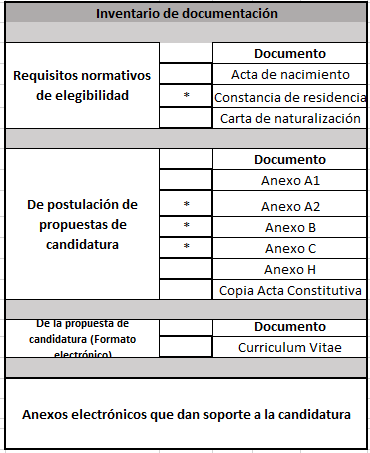 Inventario de documentación
Documento
Requisitos normativos
de elegibilidad
Acta de nacimiento
* Constancia de residencia
Carta de naturalización
Documento
De postulación de
propuestas de
candidatura
Anexo A1
* Anexo A2
* Anexo B
* Anexo C
Anexo H
Copia Acta Constitutiva
De la propuesta de
candidatura (Formato
electrónico)
Documento
Curriculum Vitae
Anexos electrónicos que dan soporte a la candidatura